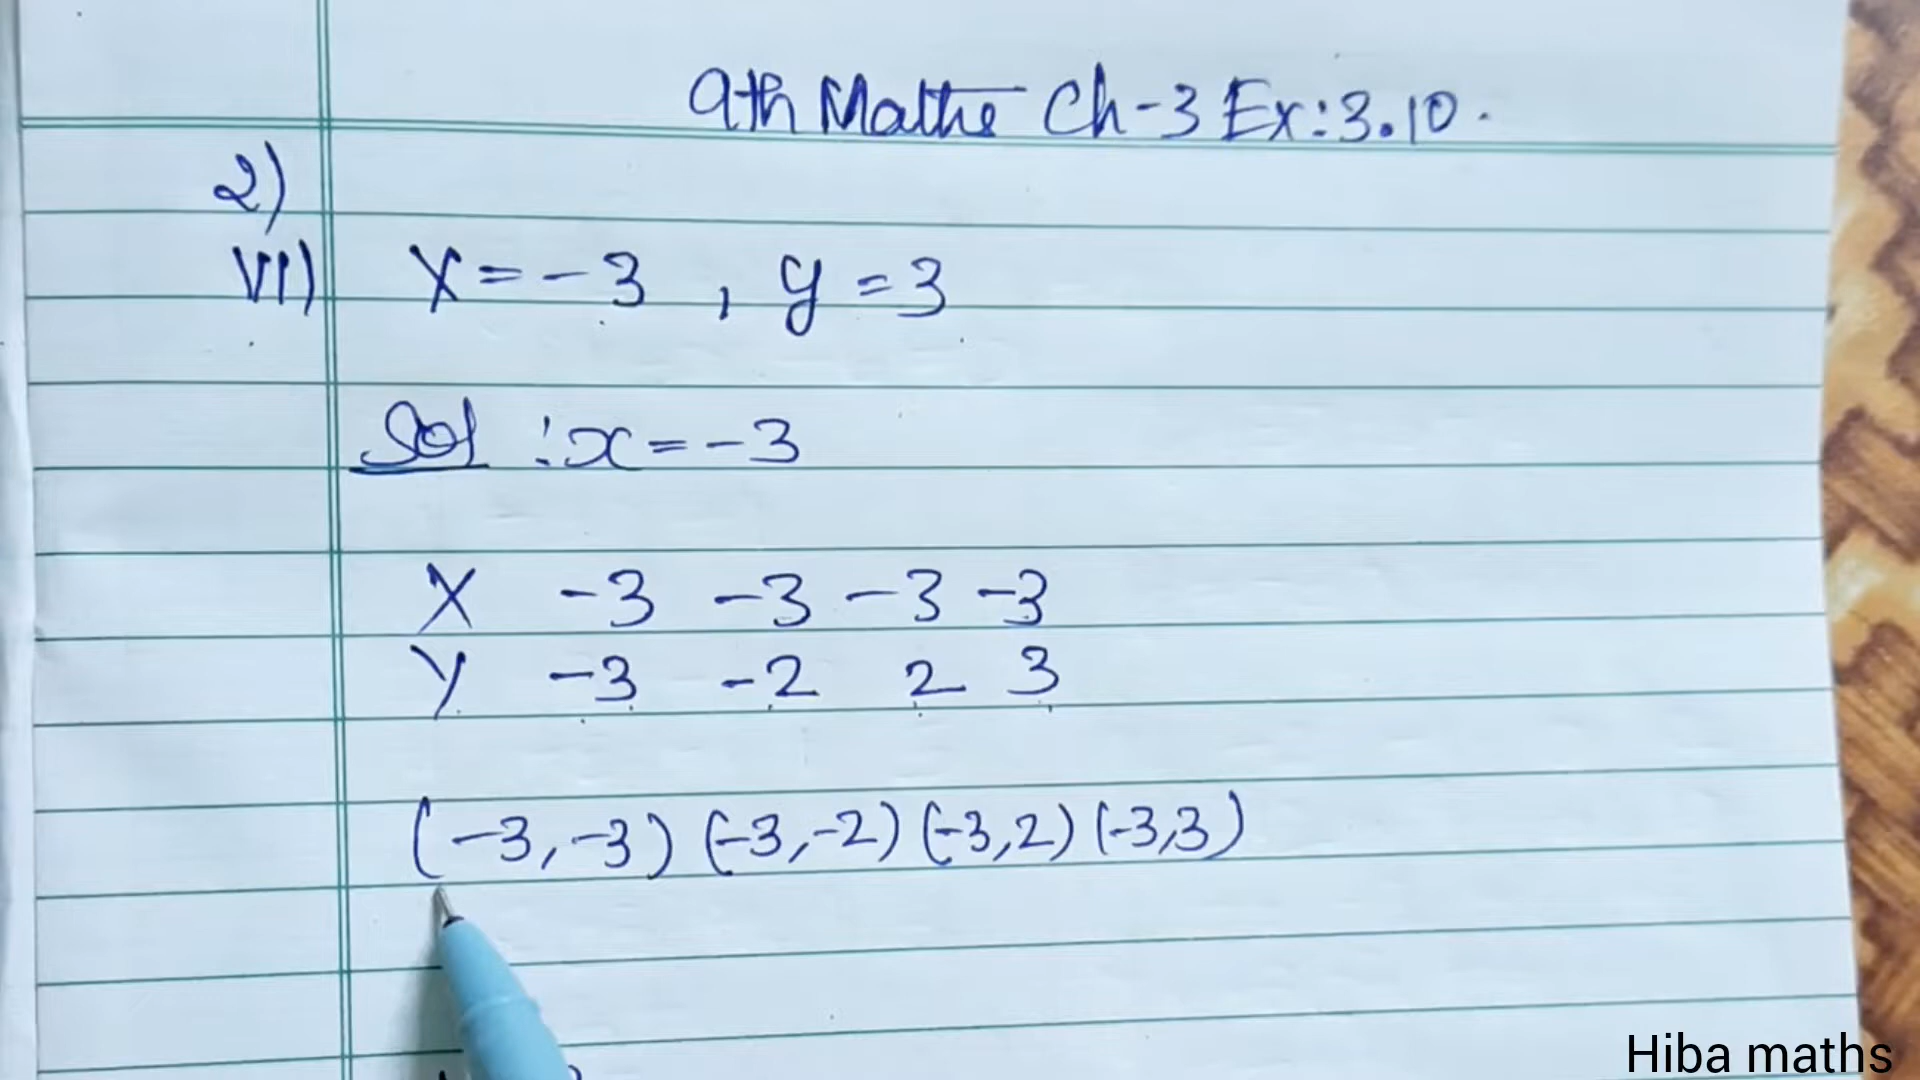 9th Maths Ch-3 Ex:3.10.
2)
VI) X = -3 , y = 3
Sol : x = -3
X -3 -3 -3 -3
Y -3 -2 2 3
(-3,-3) (-3,-2) (-3,2) (-3,3)
Hiba maths